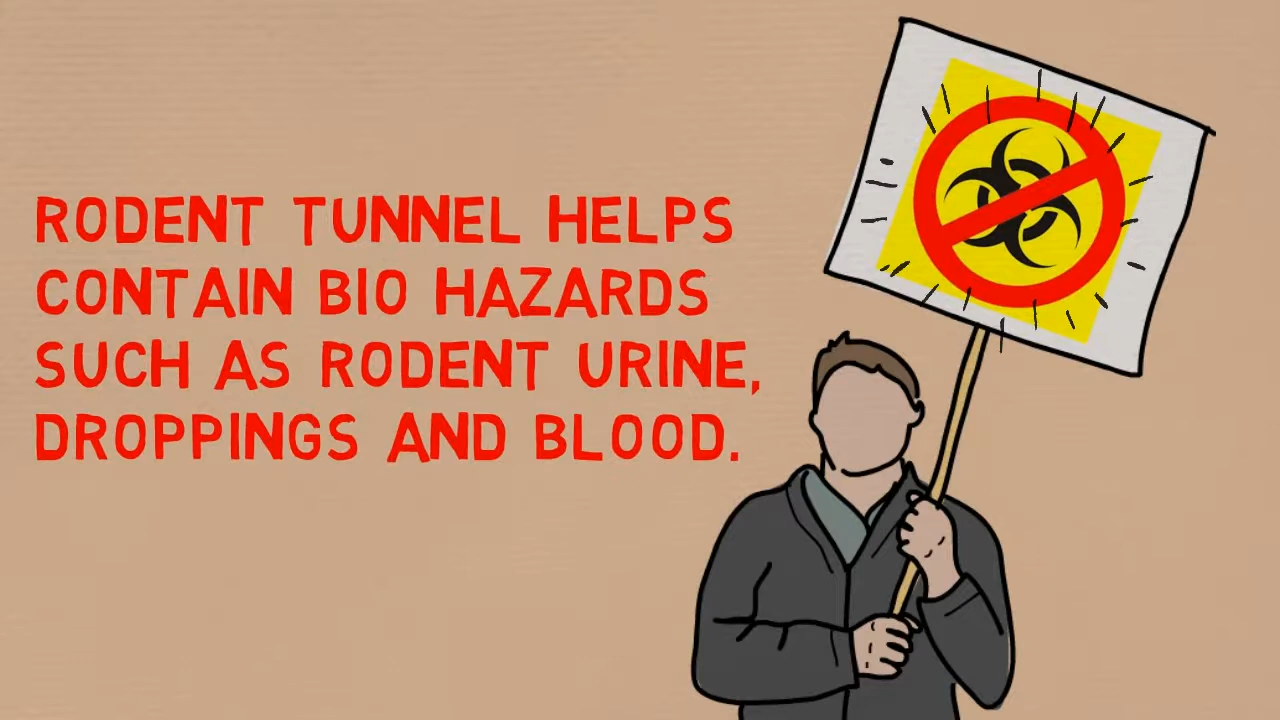 RODENT TUNNEL HELPS
CONTAIN BIO HAZARDS
SUCH AS RODENT URINE,
DROPPINGS AND BLOOD.